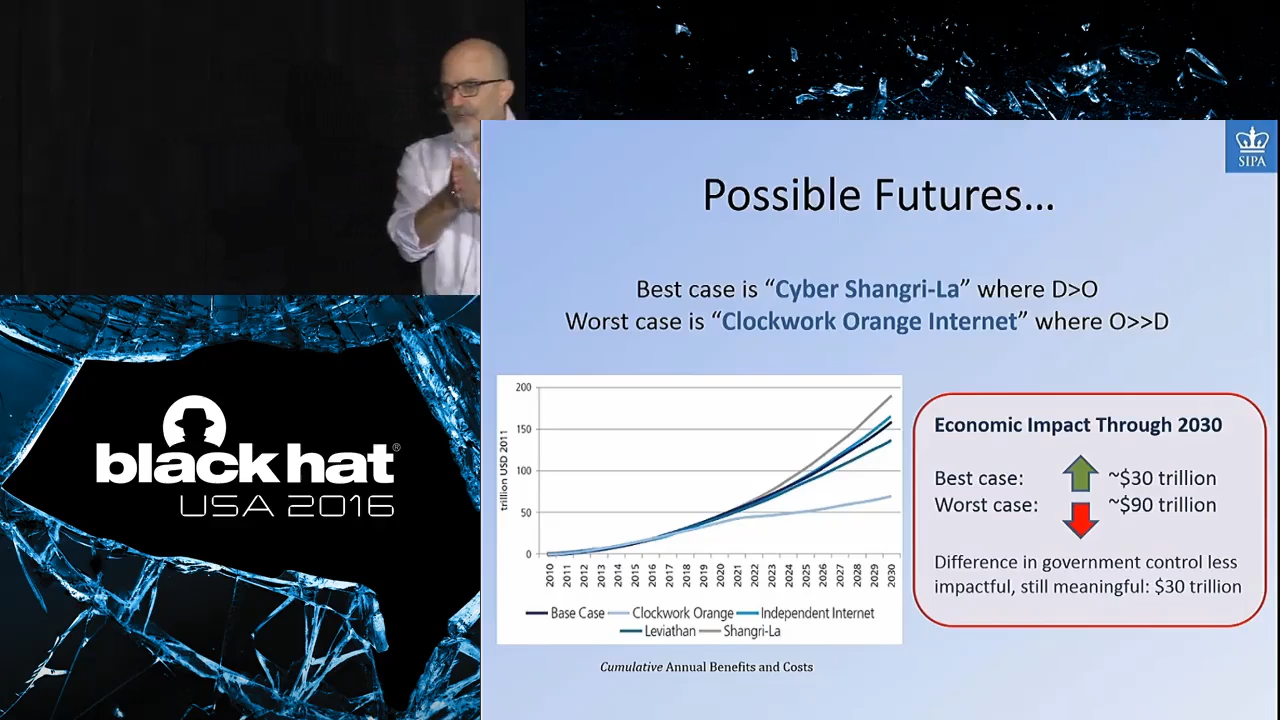 SIPA
Possible Futures...
Best case is “Cyber Shangri-La” where D>O
Worst case is “Clockwork Orange Internet” where O>>D
black hat®
USA 2016
trillion USD 2011
200
150
100
50
0
2010 2011 2012 2013 2014 2015 2016 2017 2018 2019 2020 2021 2022 2023 2024 2025 2026 2027 2028 2029 2030
Base Case Clockwork Orange Independent Internet
Leviathan Shangri-La
Cumulative Annual Benefits and Costs
Economic Impact Through 2030
Best case: ~$30 trillion
Worst case: ~$90 trillion
Difference in government control less
impactful, still meaningful: $30 trillion